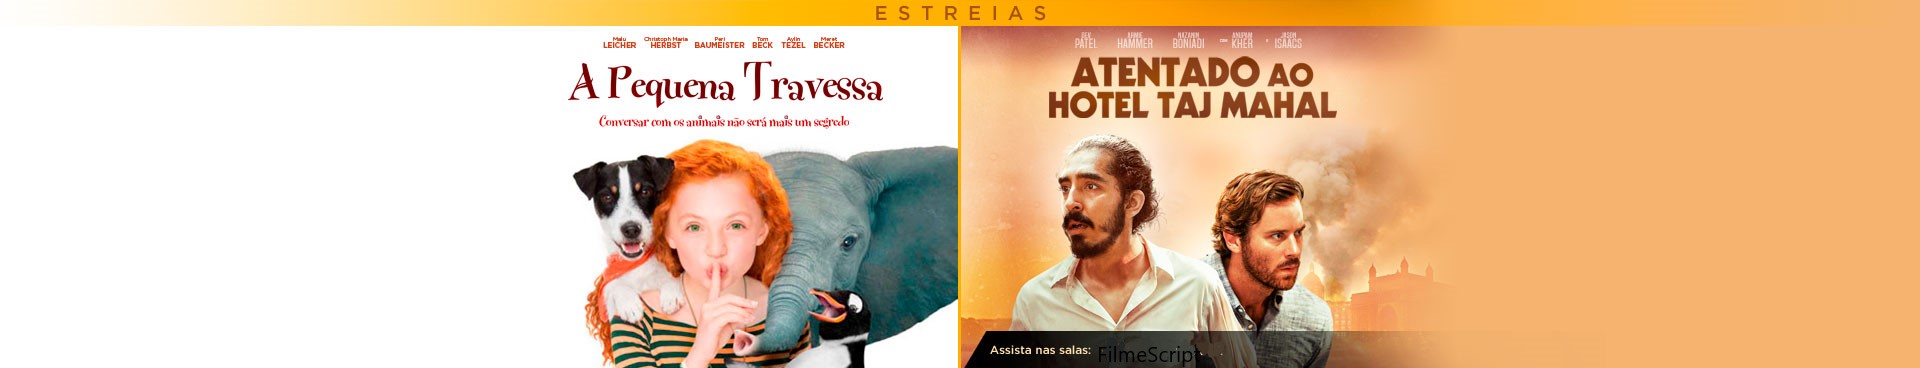 ESTREIAS
Malu LEICHER Christoph Maria HERBST Peri BAUMEISTER Tom BECK Aylin TEZEL Meret BECKER
A Pequena Travessa
Conversar com os animais não será mais um segredo
DEV PATEL ARMIE HAMMER NAZANIN BONIADI COM ANUPAM KHER E JASON ISAACS
ATENTADO AO
HOTEL TAJ MAHAL
Assista nas salas: FilmeScript